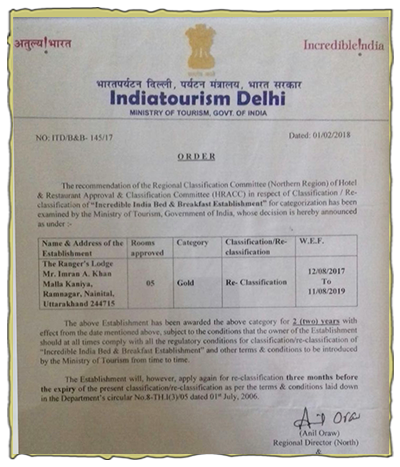 अतुल्य!भारत
Incredible!ndia
भारतपर्यटन दिल्ली, पर्यटन मंत्रालय, भारत सरकार
Indiatourism Delhi
MINISTRY OF TOURISM, GOVT. OF INDIA
NO: ITD/B&B- 145/17
Dated: 01/02/2018
ORDER
The recommendation of the Regional Classification Committee (Northern Region) of Hotel
& Restaurant Approval & Classification Committee (HRACC) in respect of Classification / Re-
classification of "Incredible India Bed & Breakfast Establishment" for categorization has been
examined by the Ministry of Tourism, Government of India, whose decision is hereby announced
as under :-
Name & Address of the Establishment
Rooms approved
Category
Classification/Re-classification
W.E.F.
The Ranger's Lodge
Mr. Imran A. Khan
Malla Kaniya,
Ramnagar, Nainital,
Uttarakhand 244715
05
Gold
Re- Classification
12/08/2017
To
11/08/2019
The above Establishment has been awarded the above category for 2 (two) years with
effect from the date mentioned above, subject to the conditions that the owner of the Establishment
should at all times comply with all the regulatory conditions for classification/re-classification of
"Incredible India Bed & Breakfast Establishment" and other terms & conditions to be introduced
by the Ministry of Tourism from time to time.
The Establishment will, however, apply again for re-classification three months before
the expiry of the present classification/re-classification as per the terms & conditions laid down
in the Department's circular No.8-TH.I(3)/05 dated 01st July, 2006.
Anil Oraw
(Anil Oraw)
Regional Director (North)
&